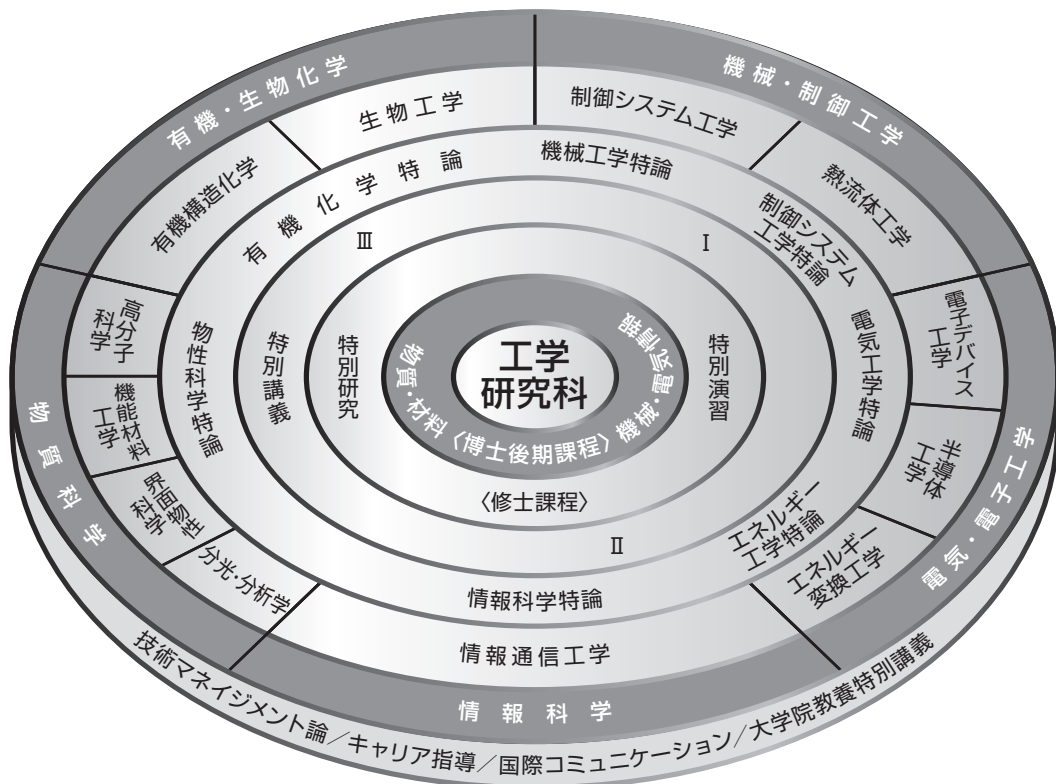 有機・生物化学
機械・制御工学
生物工学
制御システム工学
有機構造化学
熱流体工学
有機化学特論
機械工学特論
制御システム
工学特論
Ⅲ
Ⅰ
高分子
科学
電子デバイス
工学
物性科学特論
特別講義
特別研究
工学
研究科
物質・材料〈博士後期課程〉機械・電気情報
特別演習
電気工学特論
機能材料
工学
半導体
工学
物質科学
電気・電子工学
界面物性
科学
〈修士課程〉
Ⅱ
エネルギー
工学特論
エネルギー
変換工学
分光・分析学
情報科学特論
情報通信工学
情報科学
技術マネイジメント論／キャリア指導／国際コミュニケーション／大学院教養特別講義